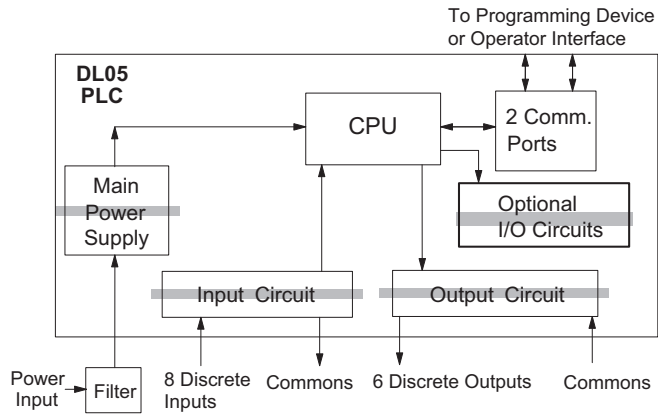 To Programming Device
or Operator Interface
DL05
PLC
CPU
2 Comm.
Ports
Main
Power
Supply
Optional
I/O Circuits
Input Circuit
Output Circuit
Power
Input
Filter
8 Discrete
Inputs
Commons
6 Discrete Outputs
Commons